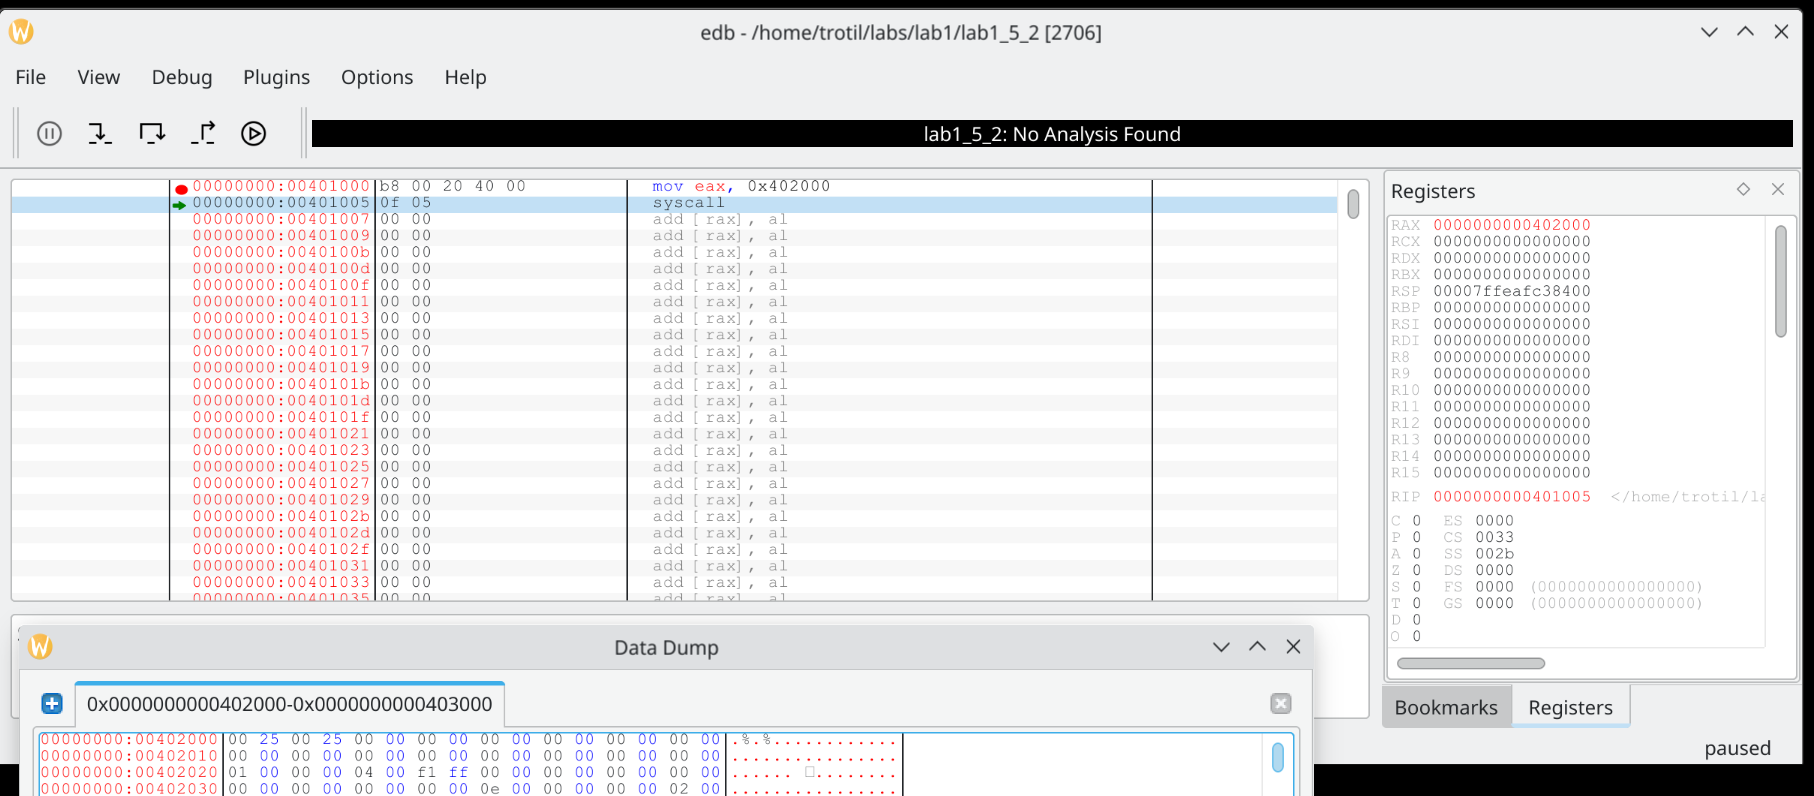 edb - /home/trotil/labs/lab1/lab1_5_2 [2706]
File View Debug Plugins Options Help
lab1_5_2: No Analysis Found
00000000:00401000 b8 00 20 40 00 mov eax, 0x402000
00000000:00401005 0f 05 syscall
00000000:00401007 00 00 add [rax], al
00000000:00401009 00 00 add [rax], al
00000000:0040100b 00 00 add [rax], al
00000000:0040100d 00 00 add [rax], al
00000000:0040100f 00 00 add [rax], al
00000000:00401011 00 00 add [rax], al
00000000:00401013 00 00 add [rax], al
00000000:00401015 00 00 add [rax], al
00000000:00401017 00 00 add [rax], al
00000000:00401019 00 00 add [rax], al
00000000:0040101b 00 00 add [rax], al
00000000:0040101d 00 00 add [rax], al
00000000:0040101f 00 00 add [rax], al
00000000:00401021 00 00 add [rax], al
00000000:00401023 00 00 add [rax], al
00000000:00401025 00 00 add [rax], al
00000000:00401027 00 00 add [rax], al
00000000:00401029 00 00 add [rax], al
00000000:0040102b 00 00 add [rax], al
00000000:0040102d 00 00 add [rax], al
00000000:0040102f 00 00 add [rax], al
00000000:00401031 00 00 add [rax], al
00000000:00401033 00 00 add [rax], al
00000000:00401035 00 00 add [rax], al
Registers
RAX 0000000000402000
RCX 0000000000000000
RDX 0000000000000000
RBX 0000000000000000
RSP 00007ffeafc38400
RBP 0000000000000000
RSI 0000000000000000
RDI 0000000000000000
R8 0000000000000000
R9 0000000000000000
R10 0000000000000000
R11 0000000000000000
R12 0000000000000000
R13 0000000000000000
R14 0000000000000000
R15 0000000000000000
RIP 0000000000401005 </home/trotil/la
C 0 ES 0000
P 0 CS 0033
A 0 SS 002b
Z 0 DS 0000
S 0 FS 0000 (0000000000000000)
T 0 GS 0000 (0000000000000000)
D 0
O 0
Bookmarks Registers
paused
Data Dump
0x0000000000402000-0x0000000000403000
00000000:00402000 00 25 00 25 00 00 00 00 00 00 00 00 00 00 00 00 .%.%............
00000000:00402010 00 00 00 00 00 00 00 00 00 00 00 00 00 00 00 00 ................
00000000:00402020 01 00 00 00 04 00 f1 ff 00 00 00 00 00 00 00 00 ...... □........
00000000:00402030 00 00 00 00 00 00 00 00 0e 00 00 00 00 00 02 00 ................